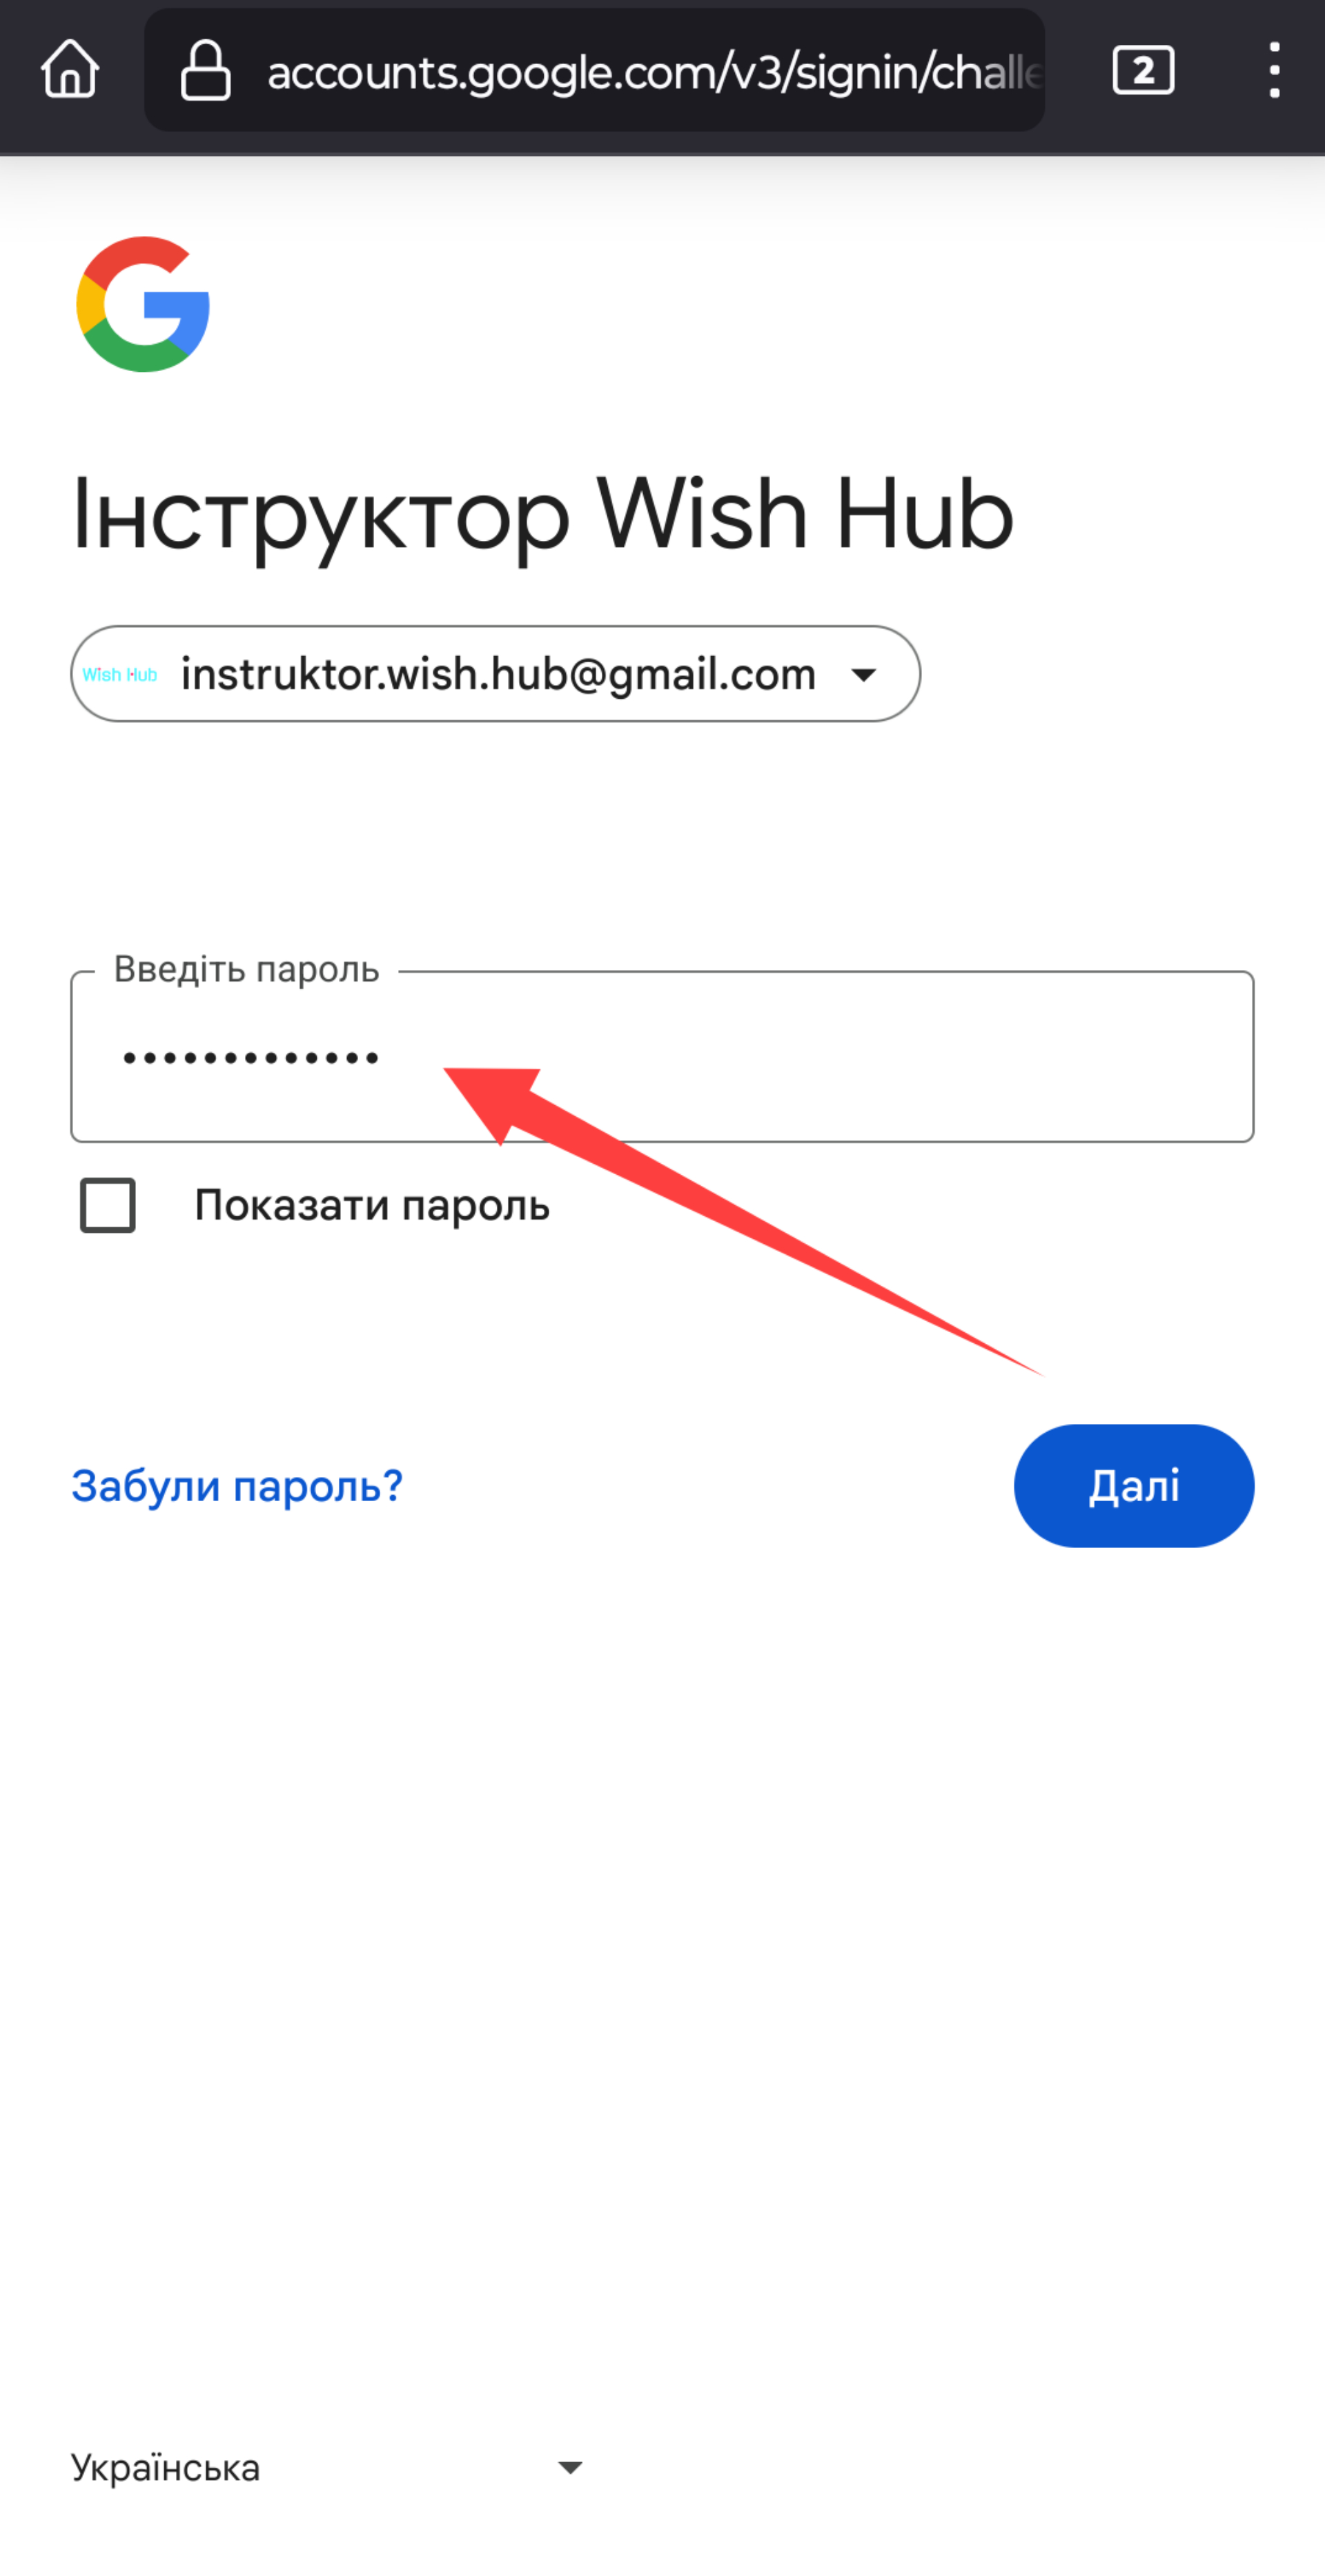 accounts.google.com/v3/signin/challe
2
Інструктор Wish Hub
Wish Hub
instruktor.wish.hub@gmail.com
Введіть пароль
•••••••••••••
Показати пароль
Забули пароль?
Далі
Українська